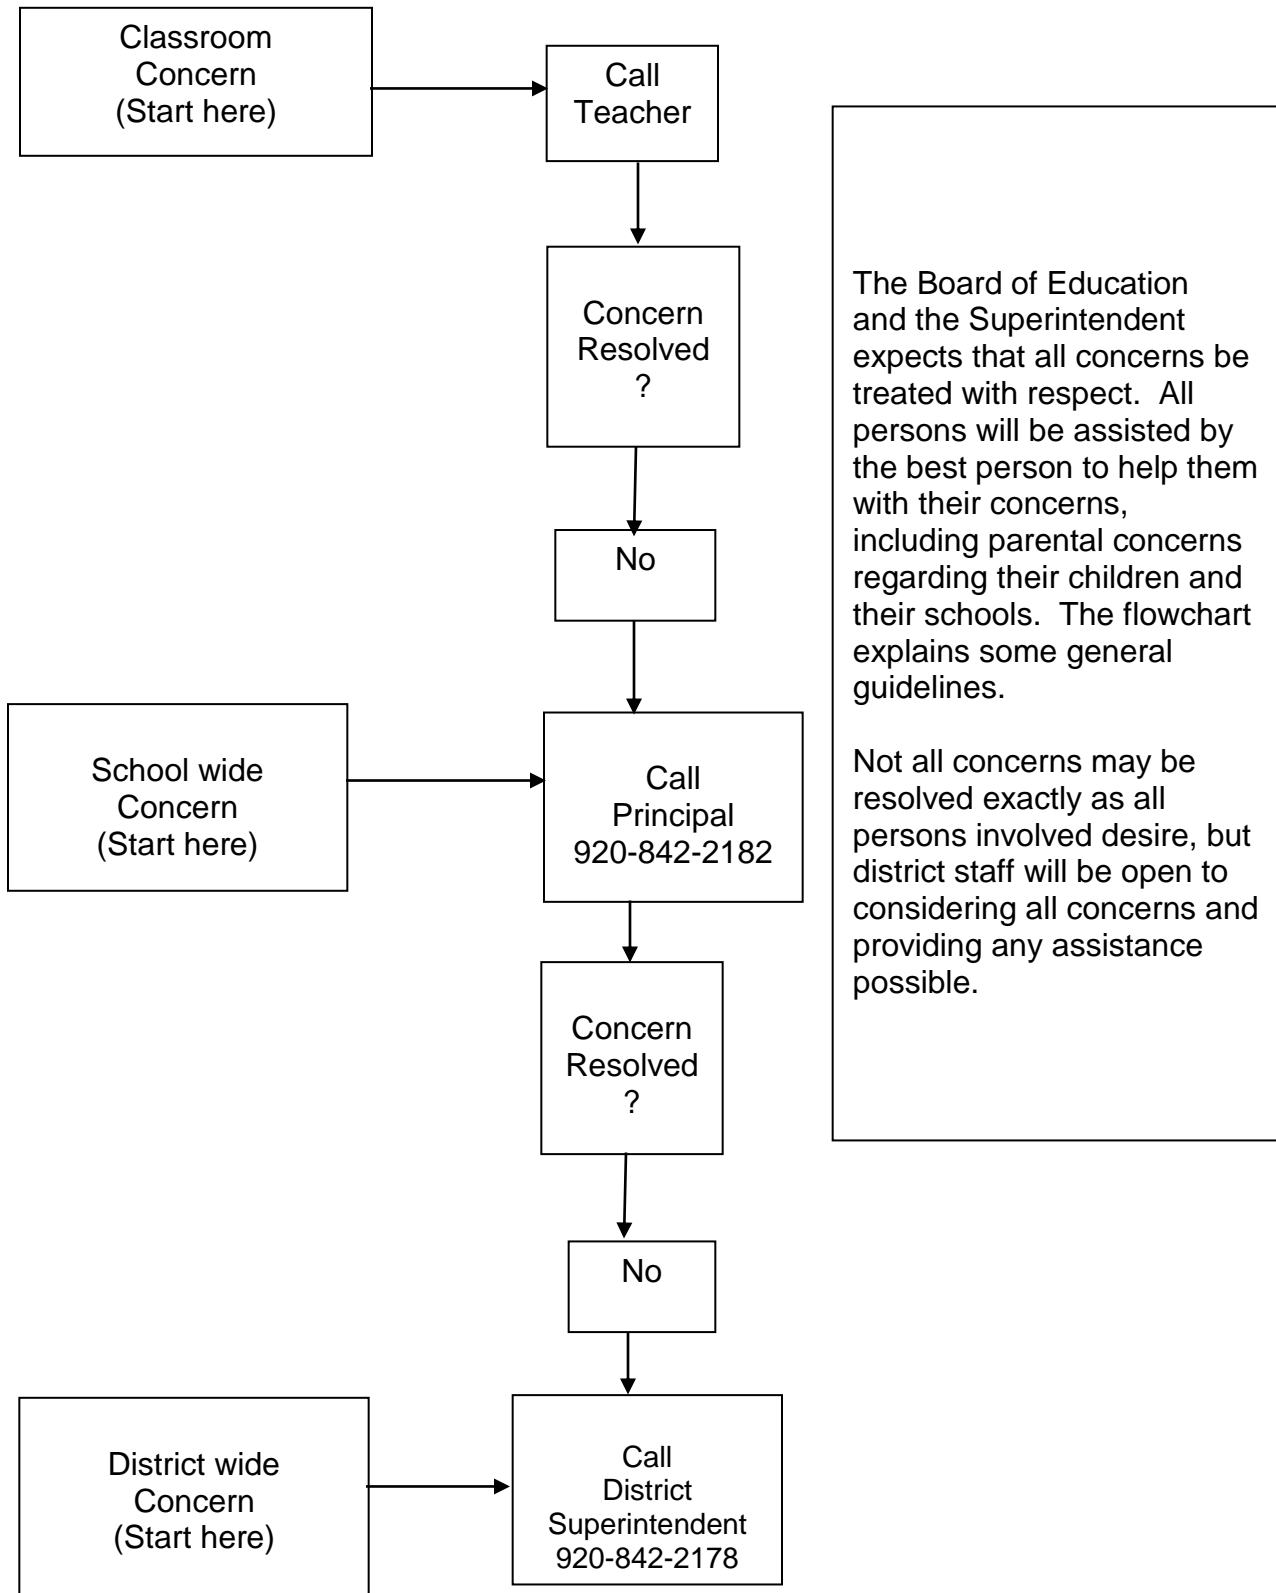 Classroom
Concern
(Start here)
Call
Teacher
Concern
Resolved
?
No
School wide
Concern
(Start here)
Call
Principal
920-842-2182
Concern
Resolved
?
No
District wide
Concern
(Start here)
Call
District
Superintendent
920-842-2178
The Board of Education
and the Superintendent
expects that all concerns be
treated with respect.  All
persons will be assisted by
the best person to help them
with their concerns,
including parental concerns
regarding their children and
their schools.  The flowchart
explains some general
guidelines.
Not all concerns may be
resolved exactly as all
persons involved desire, but
district staff will be open to
considering all concerns and
providing any assistance
possible.